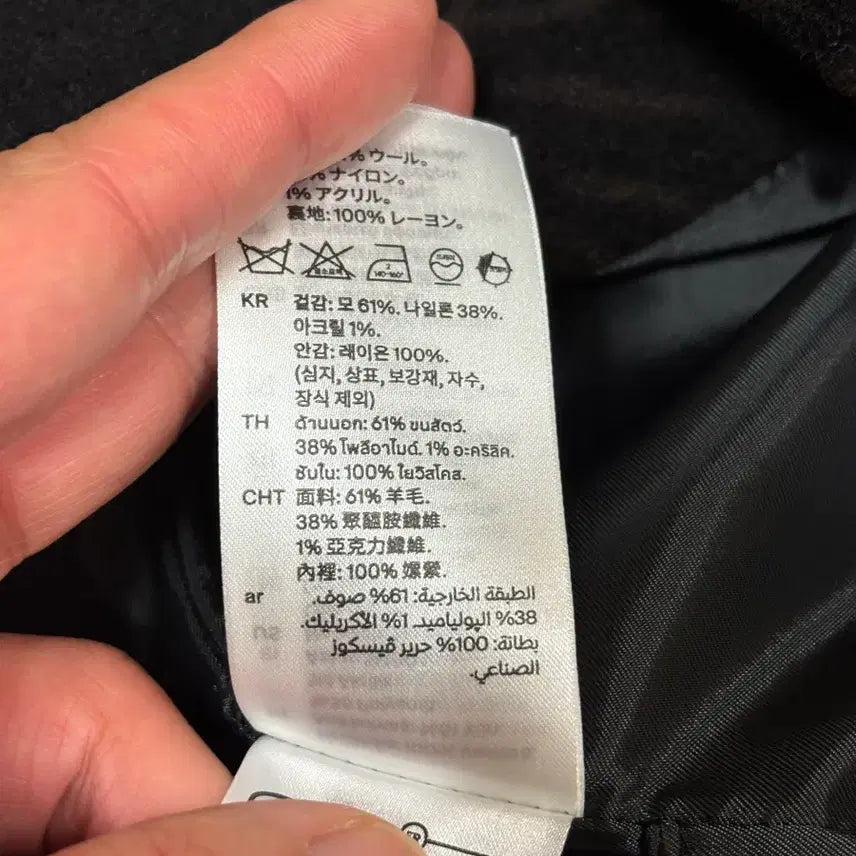 % ウール。
% ナイロン。
1% アクリル。
裏地: 100% レーヨン。
2
140~160°
KR 겉감: 모 61%. 나일론 38%.
아크릴 1%.
안감: 레이온 100%.
(심지, 상표, 보강재, 자수,
장식 제외)
TH ด้านนอก: 61% ขนสัตว์.
38% โพลีอาไมด์. 1% อะคริลิค.
ซับใน: 100% ใยวิสโคส.
CHT 面料: 61% 羊毛.
38% 聚醯胺纖維.
1% 亞克力纖維.
內裡: 100% 嫘縈.
ar الطبقة الخارجية: 61% صوف.
38% البولياميد. 1% الأكريليك.
بطانة: 100% حرير ڤيسكوز
الصناعي.